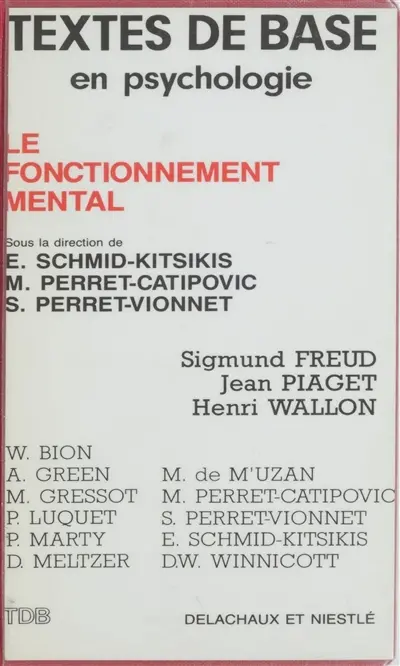 TEXTES DE BASE
en psychologie
LE
FONCTIONNEMENT
MENTAL
Sous la direction de
E. SCHMID-KITSIKIS
M. PERRET-CATIPOVIC
S. PERRET-VIONNET
Sigmund FREUD
Jean PIAGET
Henri WALLON
W. BION
A. GREEN
M. GRESSOT
P. LUQUET
P. MARTY
D. MELTZER
M. de M'UZAN
M. PERRET-CATIPOVIC
S. PERRET-VIONNET
E. SCHMID-KITSIKIS
D.W. WINNICOTT
TDB
DELACHAUX ET NIESTLÉ